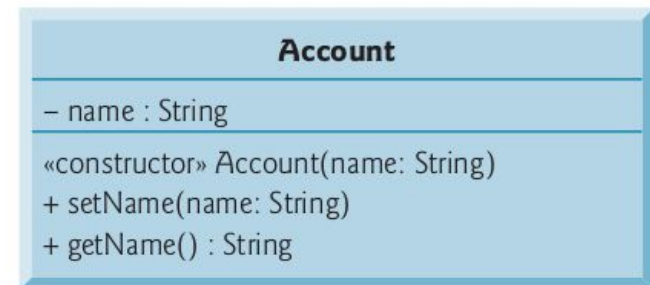 Account
– name : String
«constructor» Account(name: String)
+ setName(name: String)
+ getName() : String